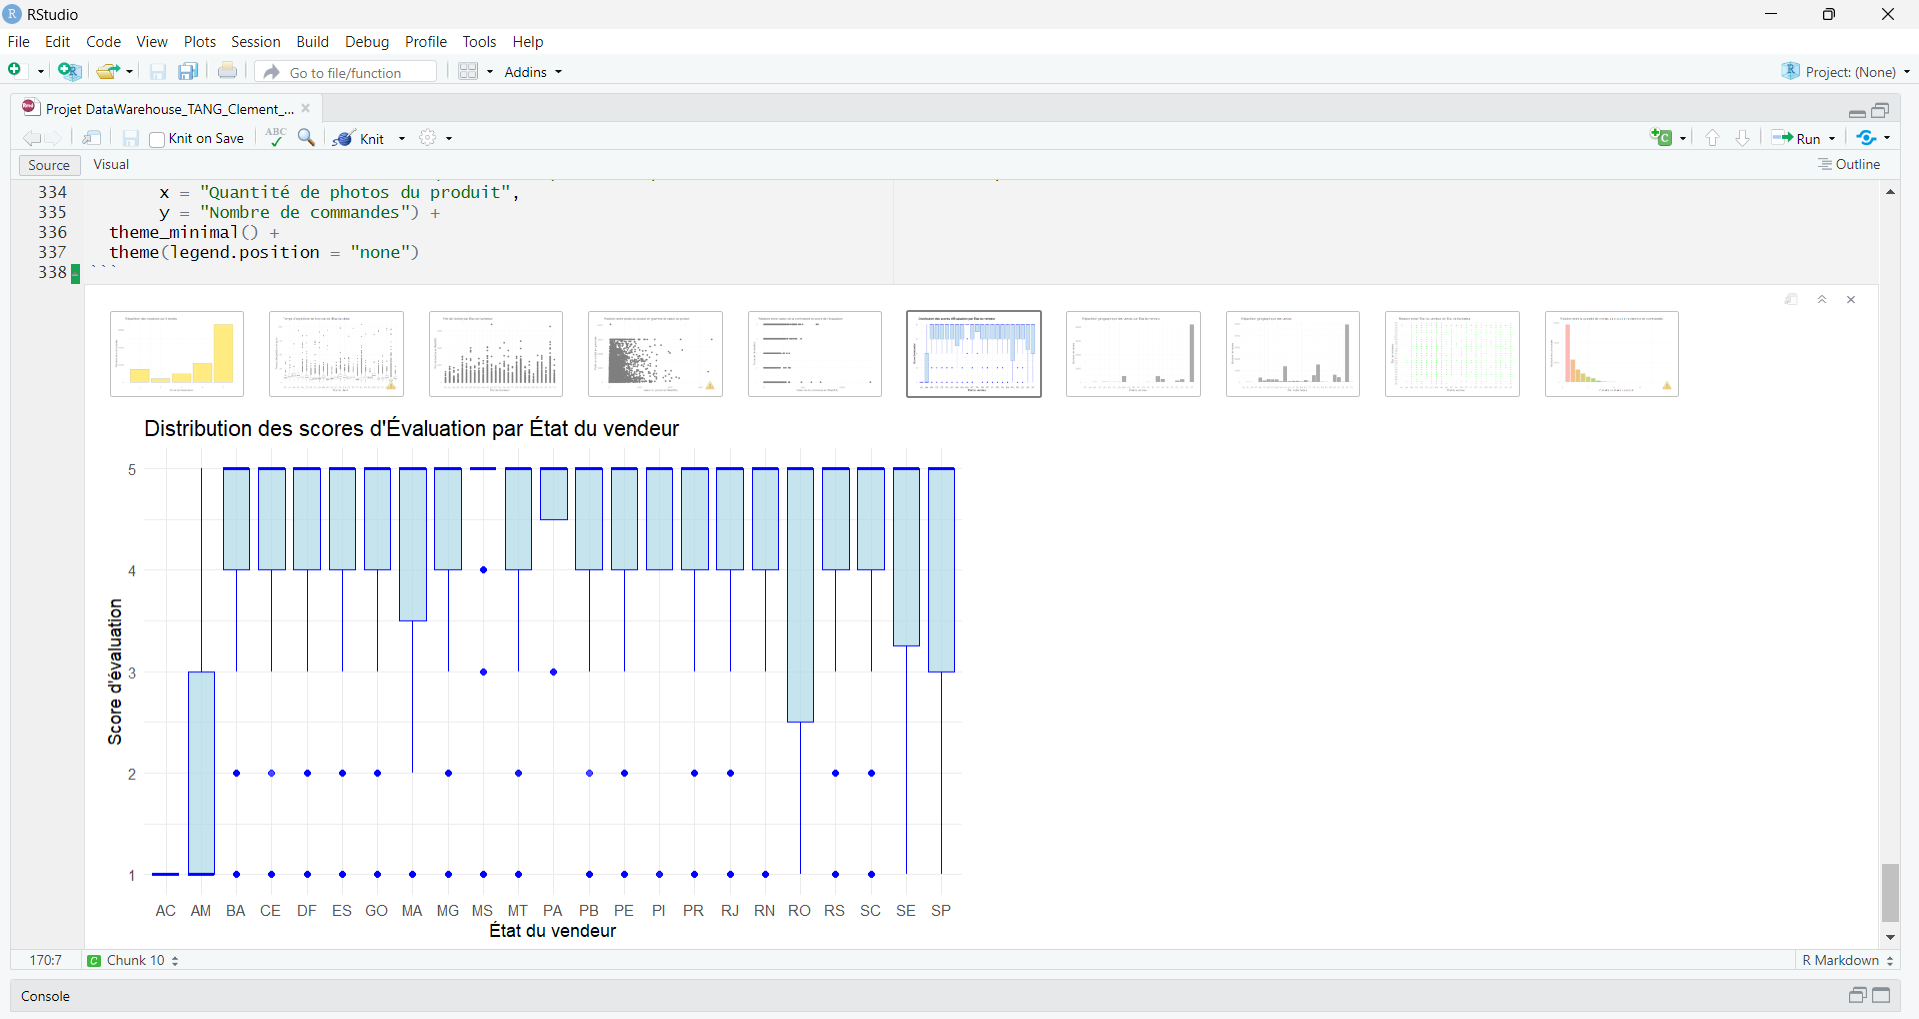 RStudio
File Edit Code View Plots Session Build Debug Profile Tools Help
Go to file/function
Addins
Project: (None)
Projet DataWarehouse_TANG_Clement_...
Knit on Save
ABC
Knit
Run
Source Visual
Outline
334 x = "Quantité de photos du produit",
335 y = "Nombre de commandes") +
336 theme_minimal() +
337 theme(legend.position = "none")
338 ```
Distribution des scores d'Évaluation par État du vendeur
5
4
3
2
1
Score d'évaluation
AC AM BA CE DF ES GO MA MG MS MT PA PB PE PI PR RJ RN RO RS SC SE SP
État du vendeur
170:7 Chunk 10
R Markdown
Console